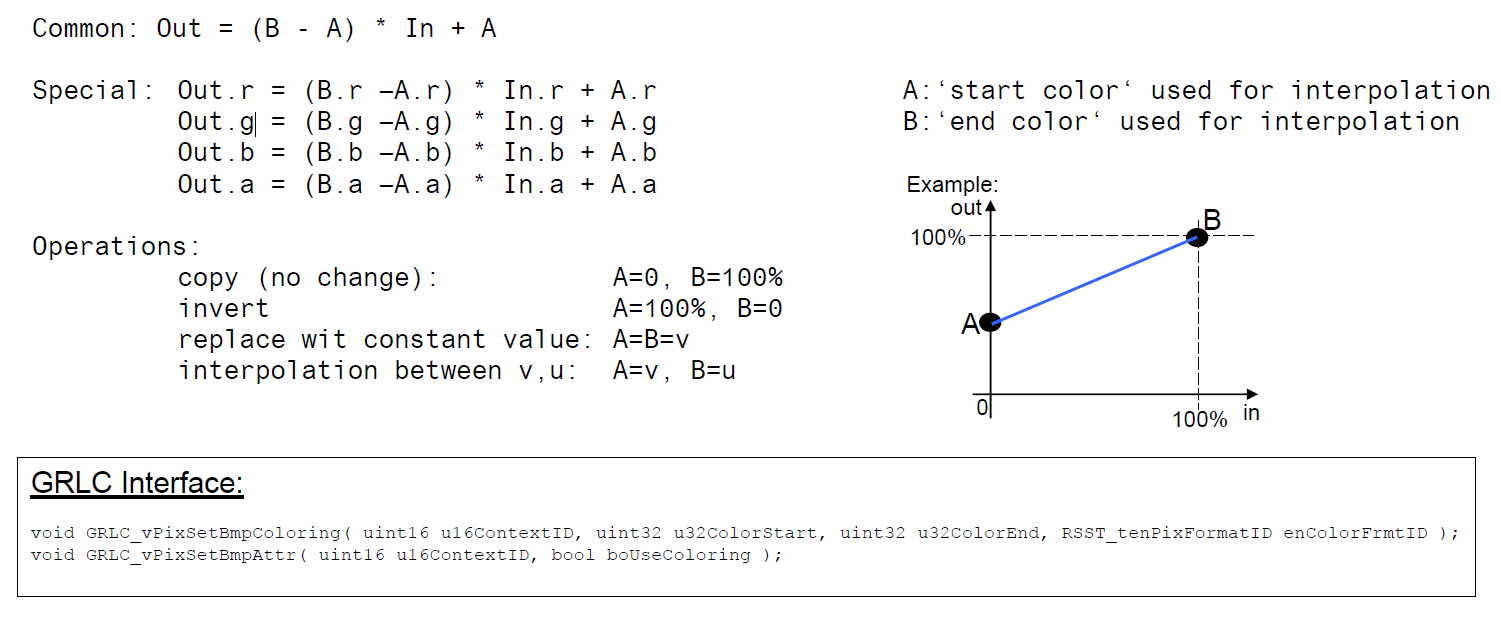 Common: Out = (B - A) * In + A
Special: Out.r = (B.r –A.r) * In.r + A.r
Out.g = (B.g –A.g) * In.g + A.g
Out.b = (B.b –A.b) * In.b + A.b
Out.a = (B.a –A.a) * In.a + A.a
A:‘start color‘ used for interpolation
B:‘end color‘ used for interpolation
Operations:
copy (no change): A=0, B=100%
invert A=100%, B=0
replace wit constant value: A=B=v
interpolation between v,u: A=v, B=u
Example:
out
B
100%
A
0
100%
in
GRLC Interface:
void GRLC_vPixSetBmpColoring( uint16 u16ContextID, uint32 u32ColorStart, uint32 u32ColorEnd, RSST_tenPixFormatID enColorFrmtID );
void GRLC_vPixSetBmpAttr( uint16 u16ContextID, bool boUseColoring );